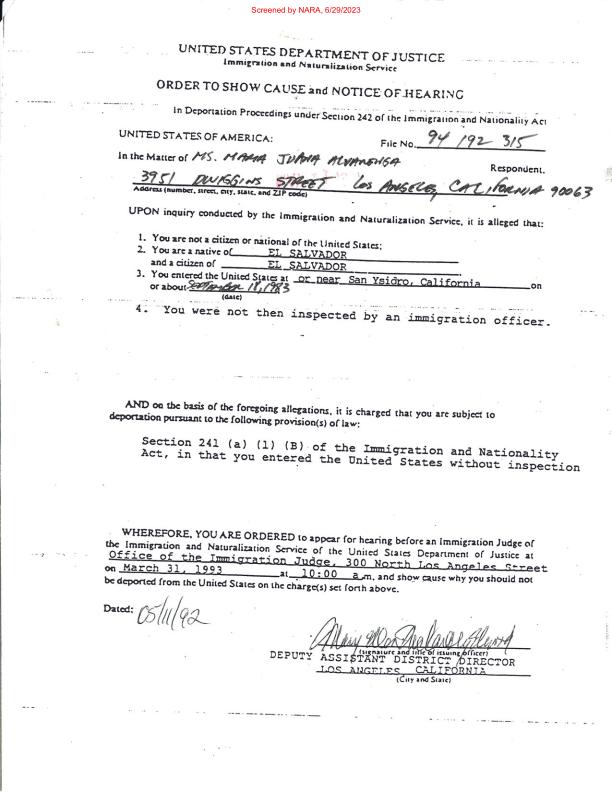 Screened by NARA, 6/29/2023
UNITED STATES DEPARTMENT OF JUSTICE
Immigration and Naturalization Service
ORDER TO SHOW CAUSE and NOTICE OF HEARING
In Deportation Proceedings under Section 242 of the Immigration and Nationality Act
UNITED STATES OF AMERICA:
File No. 94 192 315
In the Matter of MS. MARIA JUANA ALVARENGA
Respondent.
3951 DWIGGINS STREET LOS ANGELES, CALIFORNIA 90063
Address (number, street, city, state, and ZIP code)
UPON inquiry conducted by the Immigration and Naturalization Service, it is alleged that:
1. You are not a citizen or national of the United States;
2. You are a native of EL SALVADOR
and a citizen of EL SALVADOR
3. You entered the United States at or near San Ysidro, California on
or about September 18, 1983
(date)
4. You were not then inspected by an immigration officer.
AND on the basis of the foregoing allegations, it is charged that you are subject to
deportation pursuant to the following provision(s) of law:
Section 241 (a) (1) (B) of the Immigration and Nationality
Act, in that you entered the United States without inspection
WHEREFORE, YOU ARE ORDERED to appear for hearing before an Immigration Judge of
the Immigration and Naturalization Service of the United States Department of Justice at
Office of the Immigration Judge, 300 North Los Angeles Street
on March 31, 1993 at 10:00 a.m, and show cause why you should not
be deported from the United States on the charge(s) set forth above.
Dated: 05/11/92
(signature and title of issuing officer)
DEPUTY ASSISTANT DISTRICT DIRECTOR
LOS ANGELES, CALIFORNIA
(City and State)